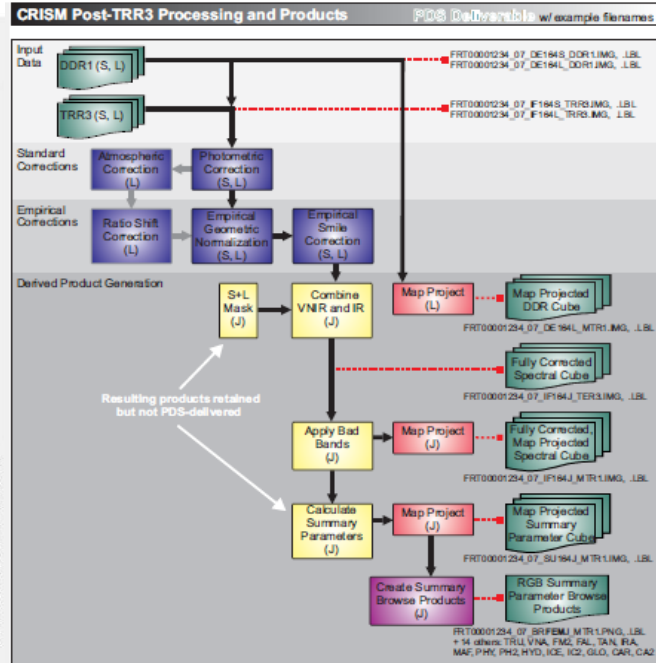 CRISM Post-TRR3 Processing and Products
PDS Deliverable w/ example filenames
Input
Data
DDR1 (S, L)
FRT00001234_07_DE164S_DDR1.IMG, .LBL
FRT00001234_07_DE164L_DDR1.IMG, .LBL
TRR3 (S, L)
FRT00001234_07_IF164S_TRR3.IMG, .LBL
FRT00001234_07_IF164L_TRR3.IMG, .LBL
Standard
Corrections
Atmospheric
Correction
(L)
Photometric
Correction
(S, L)
Empirical
Corrections
Ratio Shift
Correction
(L)
Empirical
Geometric
Normalization
(S, L)
Empirical
Smile
Correction
(S, L)
Derived Product Generation
S+L
Mask
(J)
Combine
VNIR and IR
(J)
Map Project
(L)
Map Projected
DDR Cube
FRT00001234_07_DE164L_MTR1.IMG, .LBL
Fully Corrected
Spectral Cube
FRT00001234_07_IF164J_TER3.IMG, .LBL
Resulting products retained
but not PDS-delivered
Apply Bad
Bands
(J)
Map Project
(J)
Fully Corrected,
Map Projected
Spectral Cube
FRT00001234_07_IF164J_MTR1.IMG, .LBL
Calculate
Summary
Parameters
(J)
Map Project
(J)
Map Projected
Summary
Parameter Cube
FRT00001234_07_SU164J_MTR1.IMG, .LBL
Create Summary
Browse Products
(J)
RGB Summary
Parameter Browse
Products
FRT00001234_07_BRFEMJ_MTR1.PNG, .LBL
+ 14 others: TRU, VNA, FM2, FAL, TAN, IRA,
MAF, PHY, PH2, HYD, ICE, IC2, GLO, CAR, CA2